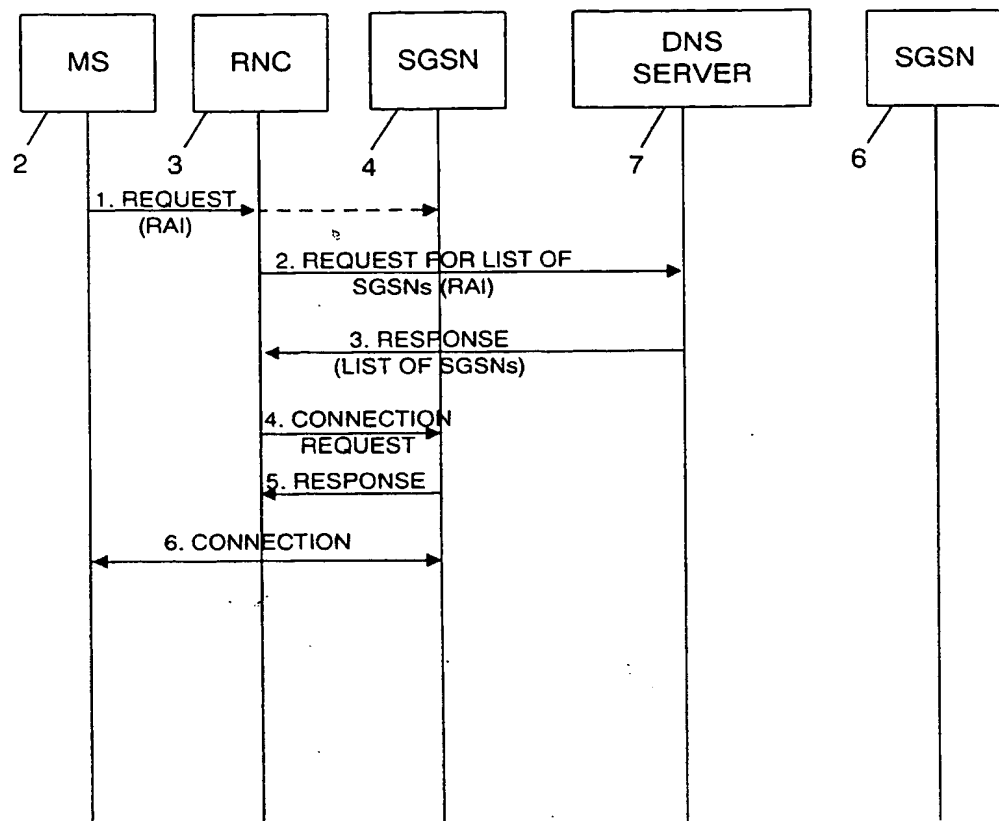 MS
RNC
SGSN
DNS
SERVER
SGSN
2
3
4
7
6
1. REQUEST
(RAI)
2. REQUEST FOR LIST OF
SGSNs (RAI)
3. RESPONSE
(LIST OF SGSNs)
4. CONNECTION
REQUEST
5. RESPONSE
6. CONNECTION